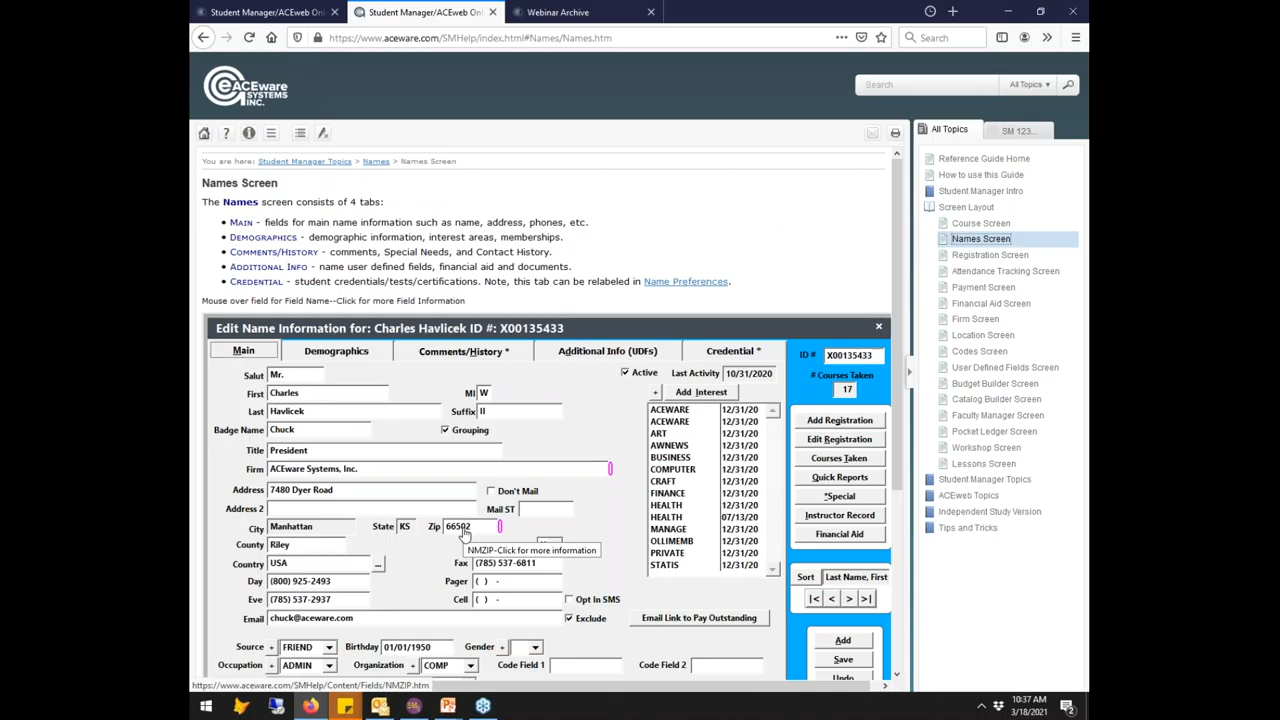 Student Manager/ACEweb Onl
Student Manager/ACEweb Onl
Webinar Archive
https://www.aceware.com/SMHelp/index.html#Names/Names.htm
Search
ACEware
SYSTEMS
INC.
Search
All Topics
All Topics
SM 123...
You are here: Student Manager Topics > Names > Names Screen
Names Screen
The Names screen consists of 4 tabs:
• MAIN - fields for main name information such as name, address, phones, etc.
• DEMOGRAPHICS - demographic information, interest areas, memberships.
• COMMENTS/HISTORY - comments, Special Needs, and Contact History.
• ADDITIONAL INFO - name user defined fields, financial aid and documents.
• CREDENTIAL - student credentials/tests/certifications. Note, this tab can be relabeled in Name Preferences.
Mouse over field for Field Name--Click for more Field Information
Edit Name Information for: Charles Havlicek ID #: X00135433
Main
Demographics
Comments/History *
Additional Info (UDFs)
Credential *
Salut Mr.
First Charles
MI W
Last Havlicek
Suffix II
Badge Name Chuck
Grouping
Title President
Firm ACEware Systems, Inc.
Address 7480 Dyer Road
Don't Mail
Address 2
Mail ST
City Manhattan
State KS
Zip 66502
NMZIP-Click for more information
County Riley
Country USA
...
Fax (785) 537-6811
Day (800) 925-2493
Pager ( ) -
Eve (785) 537-2937
Cell ( ) -
Opt In SMS
Email chuck@aceware.com
Exclude
Email Link to Pay Outstanding
Source + FRIEND
Birthday 01/01/1950
Gender +
Occupation + ADMIN
Organization + COMP
Code Field 1
Code Field 2
Active
Last Activity 10/31/2020
+
Add Interest
ACEWARE 12/31/20
ACEWARE 12/31/20
ART 12/31/20
AWNEWS 12/31/20
BUSINESS 12/31/20
COMPUTER 12/31/20
CRAFT 12/31/20
FINANCE 12/31/20
HEALTH 12/31/20
HEALTH 07/13/20
MANAGE 12/31/20
OLLIMEMB 12/31/20
PRIVATE 12/31/20
STATIS 12/31/20
ID # X00135433
# Courses Taken
17
Add Registration
Edit Registration
Courses Taken
Quick Reports
*Special
Instructor Record
Financial Aid
Sort Last Name, First
|< < > >|
Add
Save
Undo
Reference Guide Home
How to use this Guide
Student Manager Intro
Screen Layout
Course Screen
Names Screen
Registration Screen
Attendance Tracking Screen
Payment Screen
Financial Aid Screen
Firm Screen
Location Screen
Codes Screen
User Defined Fields Screen
Budget Builder Screen
Catalog Builder Screen
Faculty Manager Screen
Pocket Ledger Screen
Workshop Screen
Lessons Screen
Student Manager Topics
ACEweb Topics
Independent Study Version
Tips and Tricks
https://www.aceware.com/SMHelp/Content/Fields/NMZIP.htm
10:37 AM
3/18/2021
2